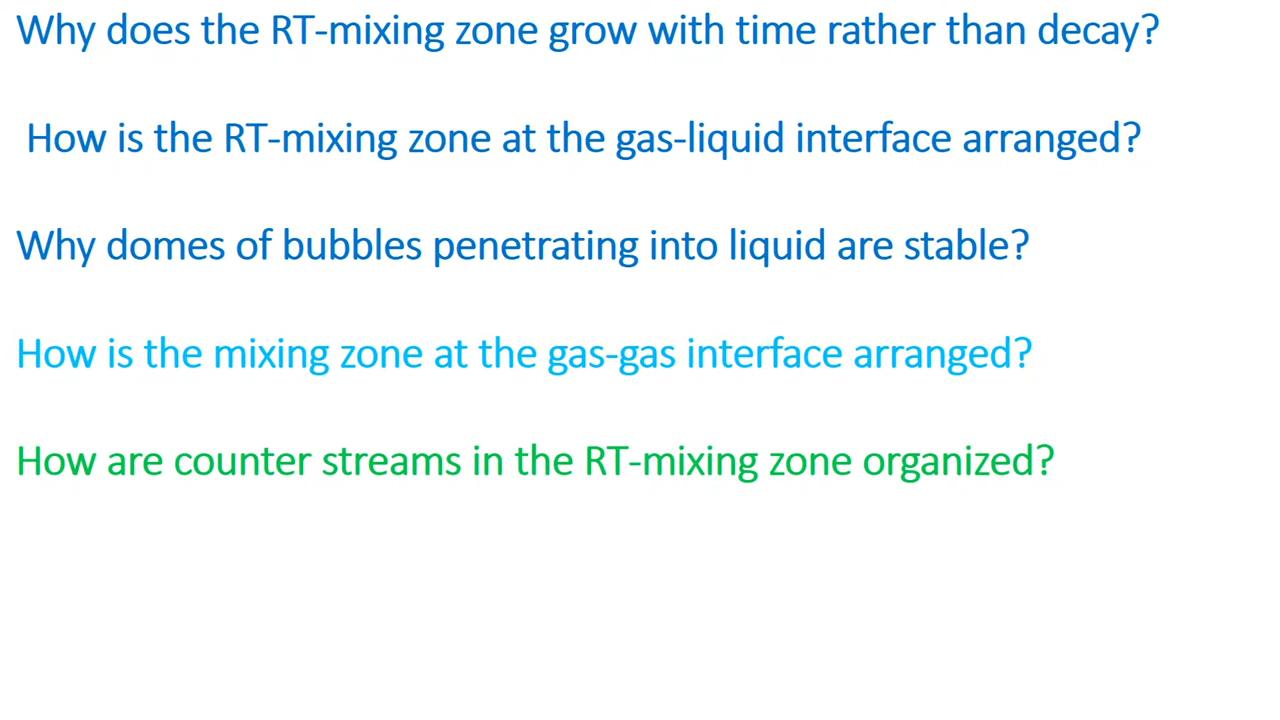 Why does the RT-mixing zone grow with time rather than decay?
How is the RT-mixing zone at the gas-liquid interface arranged?
Why domes of bubbles penetrating into liquid are stable?
How is the mixing zone at the gas-gas interface arranged?
How are counter streams in the RT-mixing zone organized?